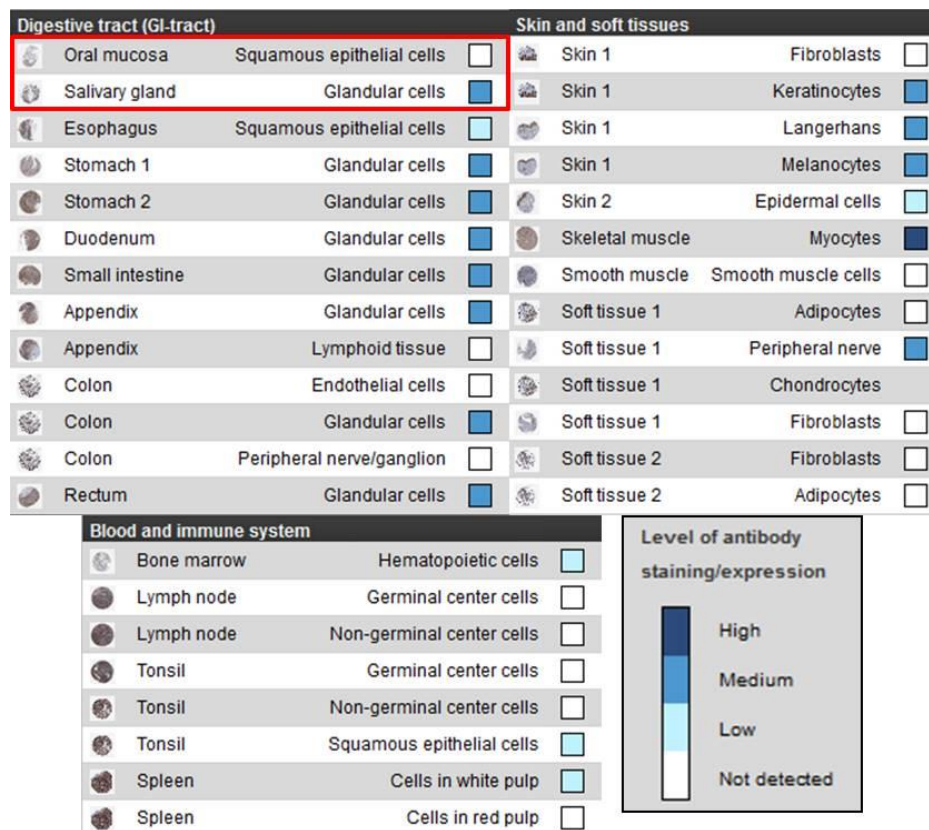 Digestive tract (GI-tract)
Oral mucosa Squamous epithelial cells
Salivary gland Glandular cells
Esophagus Squamous epithelial cells
Stomach 1 Glandular cells
Stomach 2 Glandular cells
Duodenum Glandular cells
Small intestine Glandular cells
Appendix Glandular cells
Appendix Lymphoid tissue
Colon Endothelial cells
Colon Glandular cells
Colon Peripheral nerve/ganglion
Rectum Glandular cells
Skin and soft tissues
Skin 1 Fibroblasts
Skin 1 Keratinocytes
Skin 1 Langerhans
Skin 1 Melanocytes
Skin 2 Epidermal cells
Skeletal muscle Myocytes
Smooth muscle Smooth muscle cells
Soft tissue 1 Adipocytes
Soft tissue 1 Peripheral nerve
Soft tissue 1 Chondrocytes
Soft tissue 1 Fibroblasts
Soft tissue 2 Fibroblasts
Soft tissue 2 Adipocytes
Blood and immune system
Bone marrow Hematopoietic cells
Lymph node Germinal center cells
Lymph node Non-germinal center cells
Tonsil Germinal center cells
Tonsil Non-germinal center cells
Tonsil Squamous epithelial cells
Spleen Cells in white pulp
Spleen Cells in red pulp
Level of antibody
staining/expression
High
Medium
Low
Not detected